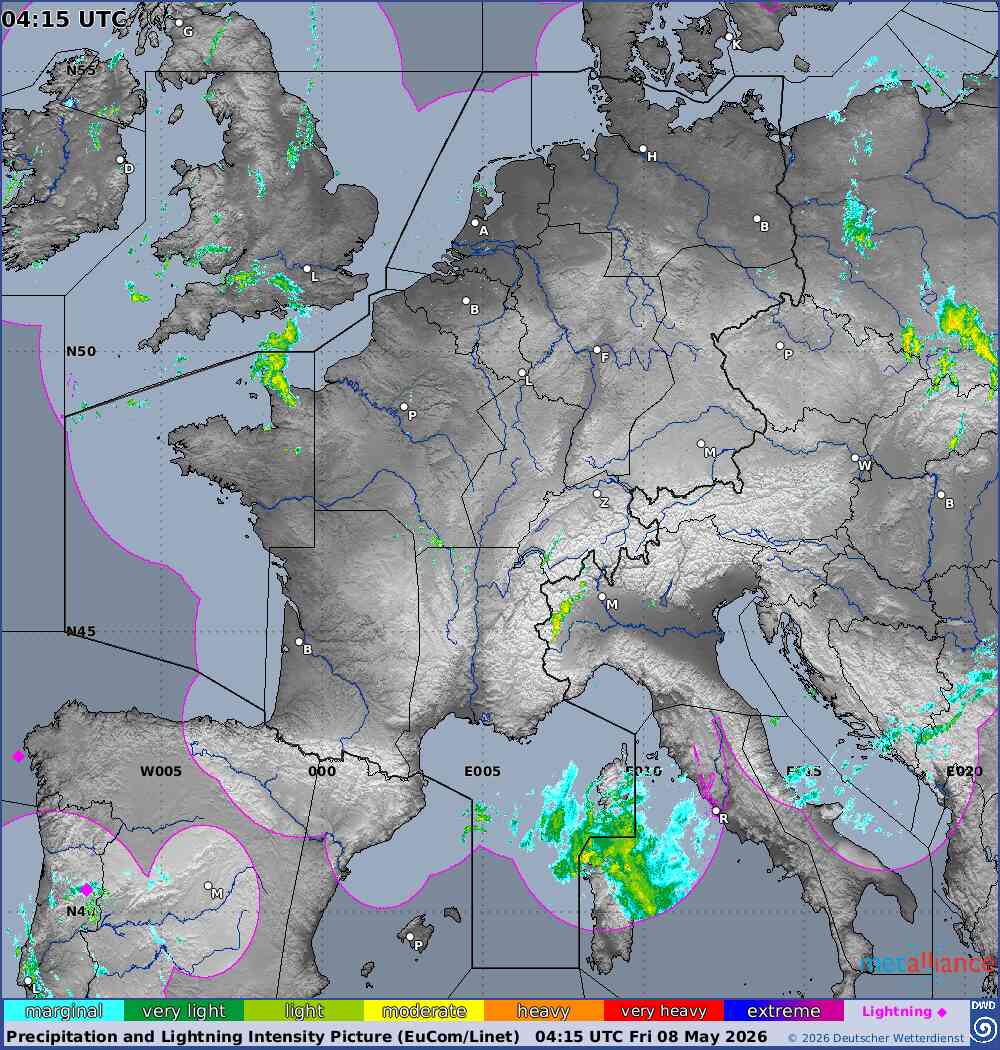 04:15 UTC
G
K
N55
D
H
A
B
B
L
N50
F
P
L
P
M
W
Z
B
M
N45
B
W005
000
E005
E010
E015
E020
R
M
N40
P
L
metalliance
marginal
very light
light
moderate
heavy
very heavy
extreme
Lightning
DWD
Precipitation and Lightning Intensity Picture (EuCom/Linet) 04:15 UTC Fri 08 May 2026
© 2026 Deutscher Wetterdienst